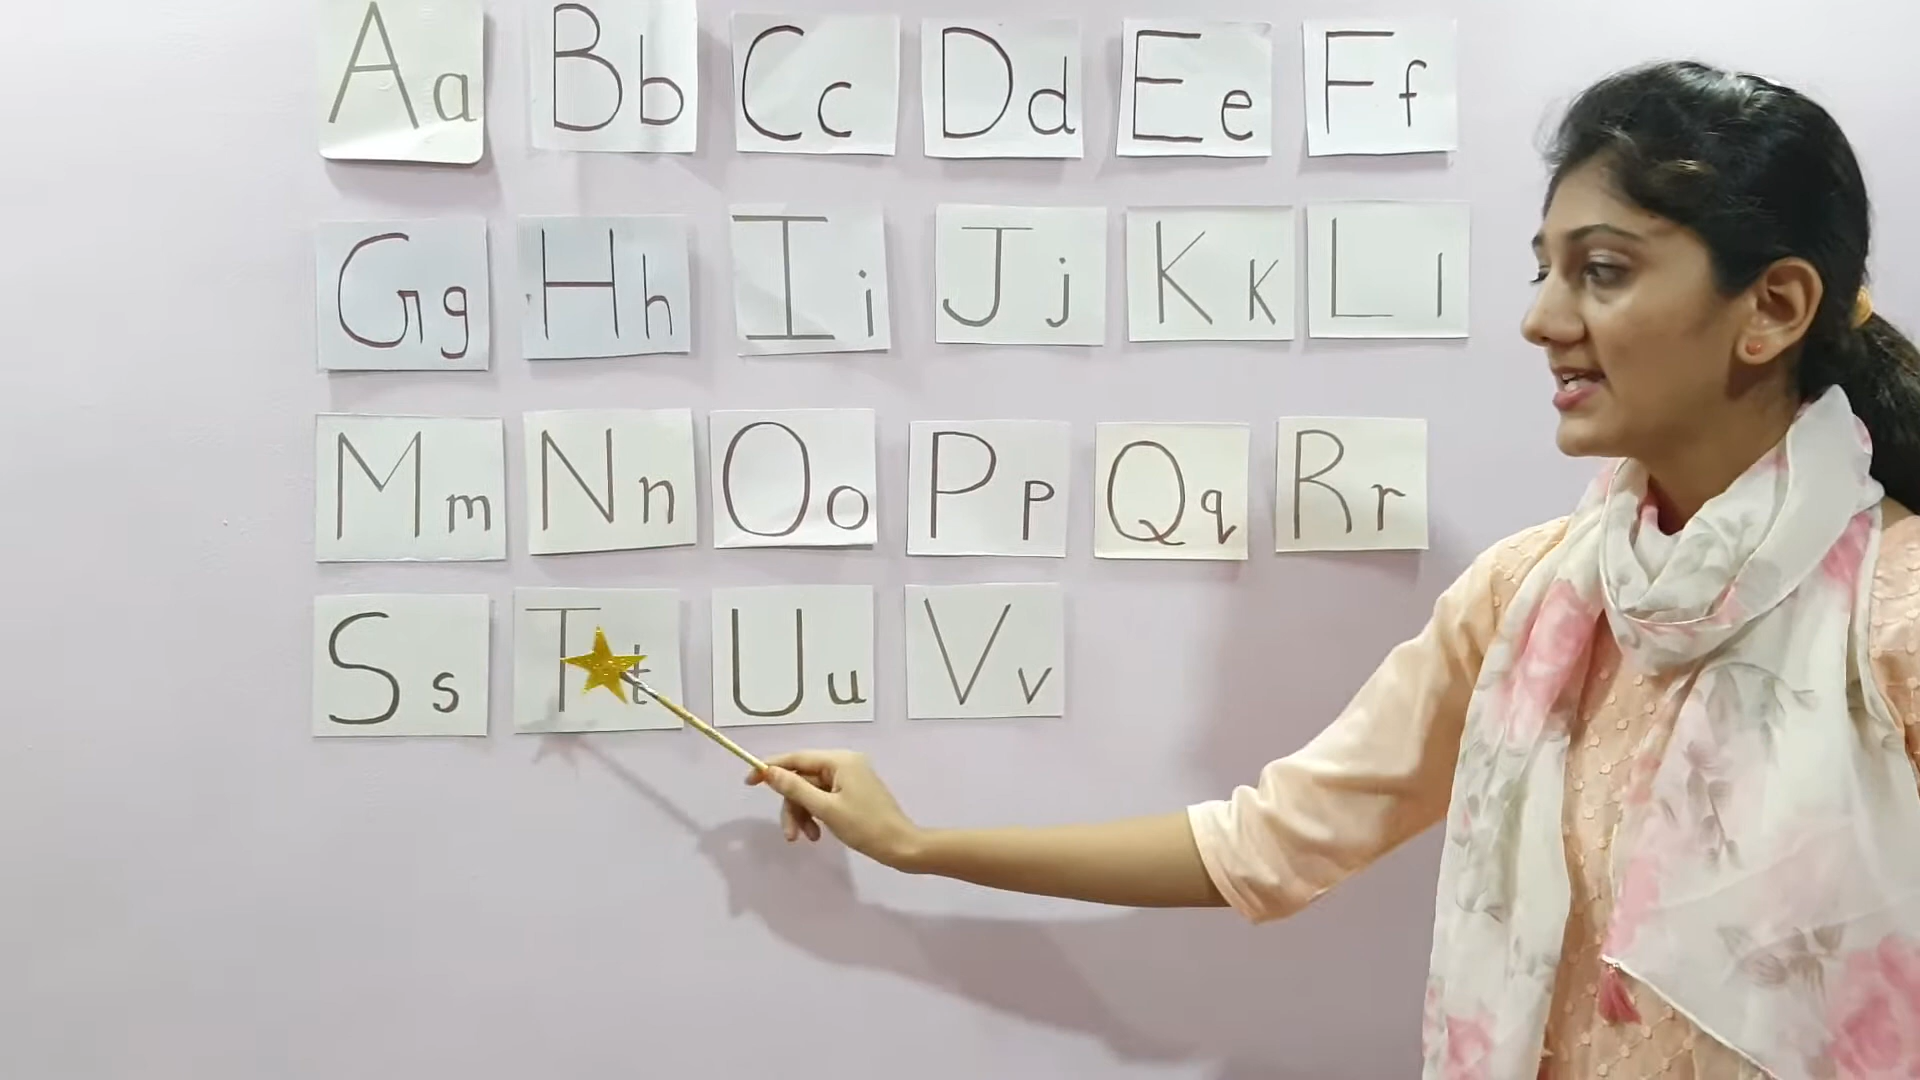 Aa Bb Cc Dd Ee Ff
Gg Hh Ii Jj Kk Ll
Mm Nn Oo Pp Qq Rr
Ss Tt Uu Vv